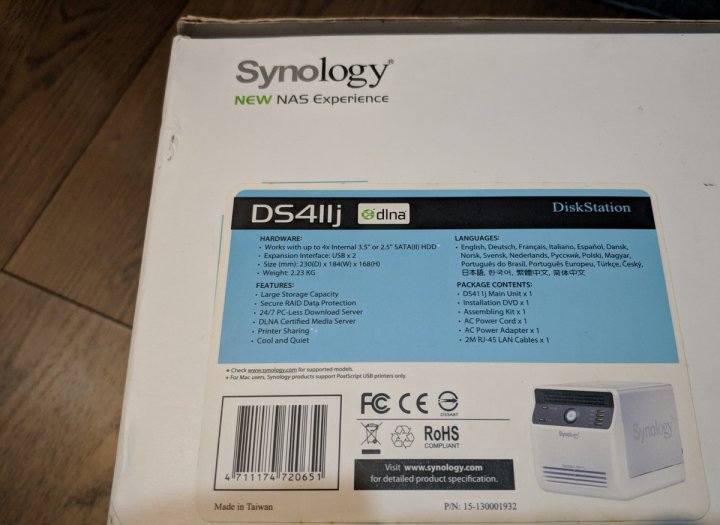 Synology®
NEW NAS Experience
DS411j dlna DiskStation
HARDWARE:
• Works with up to 4x Internal 3.5" or 2.5" SATA(II) HDD *
• Expansion Interface: USB x 2
• Size (mm): 230(D) x 184(W) x 168(H)
• Weight: 2.23 KG
FEATURES:
• Large Storage Capacity
• Secure RAID Data Protection
• 24/7 PC-Less Download Server
• DLNA Certified Media Server
• Printer Sharing *+
• Cool and Quiet
LANGUAGES:
• English, Deutsch, Français, Italiano, Español, Dansk,
Norsk, Svensk, Nederlands, Русский, Polski, Magyar,
Português do Brasil, Português Europeu, Türkçe, Český,
日本語, 한국어, 繁體中文, 简体中文
PACKAGE CONTENTS:
• DS411j Main Unit x 1
• Installation DVD x 1
• Assembling Kit x 1
• AC Power Cord x 1
• AC Power Adapter x 1
• 2M RJ-45 LAN Cables x 1
* Check www.synology.com for supported models.
+ For Mac users, Synology products support PostScript USB printers only.
4 711174 720651
FC CE
RoHS
COMPLIANT
Visit www.synology.com
for detailed product specification.
Synology
Synology
Made in Taiwan
P/N: 15-130001932